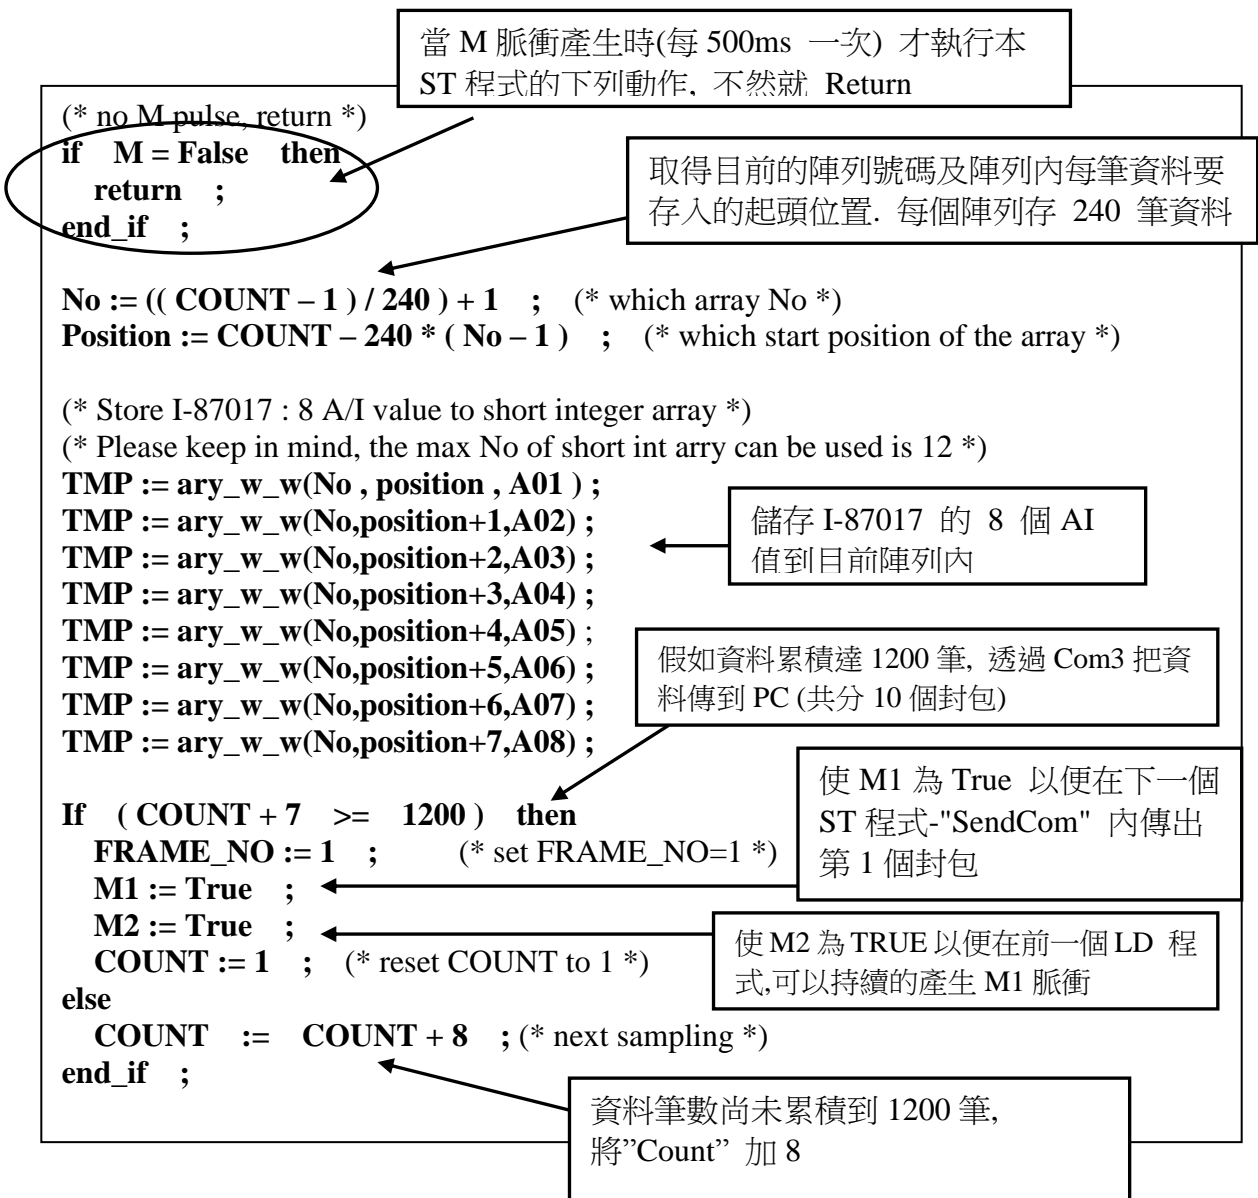 當 M 脈衝產生時(每 500ms 一次) 才執行本
ST 程式的下列動作, 不然就 Return
(* no M pulse, return *)
if M = False then
return ;
end_if ;
取得目前的陣列號碼及陣列內每筆資料要
存入的起頭位置. 每個陣列存 240 筆資料
No := (( COUNT – 1 ) / 240 ) + 1 ; (* which array No *)
Position := COUNT – 240 * ( No – 1 ) ; (* which start position of the array *)
(* Store I-87017 : 8 A/I value to short integer array *)
(* Please keep in mind, the max No of short int arry can be used is 12 *)
TMP := ary_w_w(No , position , A01 ) ;
TMP := ary_w_w(No,position+1,A02) ;
TMP := ary_w_w(No,position+2,A03) ;
TMP := ary_w_w(No,position+3,A04) ;
TMP := ary_w_w(No,position+4,A05) ;
TMP := ary_w_w(No,position+5,A06) ;
TMP := ary_w_w(No,position+6,A07) ;
TMP := ary_w_w(No,position+7,A08) ;
儲存 I-87017 的 8 個 AI
值到目前陣列內
假如資料累積達 1200 筆, 透過 Com3 把資
料傳到 PC (共分 10 個封包)
If ( COUNT + 7 >= 1200 ) then
FRAME_NO := 1 ; (* set FRAME_NO=1 *)
M1 := True ;
M2 := True ;
COUNT := 1 ; (* reset COUNT to 1 *)
else
COUNT := COUNT + 8 ; (* next sampling *)
end_if ;
使 M1 為 True 以便在下一個
ST 程式-"SendCom" 內傳出
第 1 個封包
使 M2 為 TRUE 以便在前一個 LD 程
式,可以持續的產生 M1 脈衝
資料筆數尚未累積到 1200 筆,
將”Count” 加 8